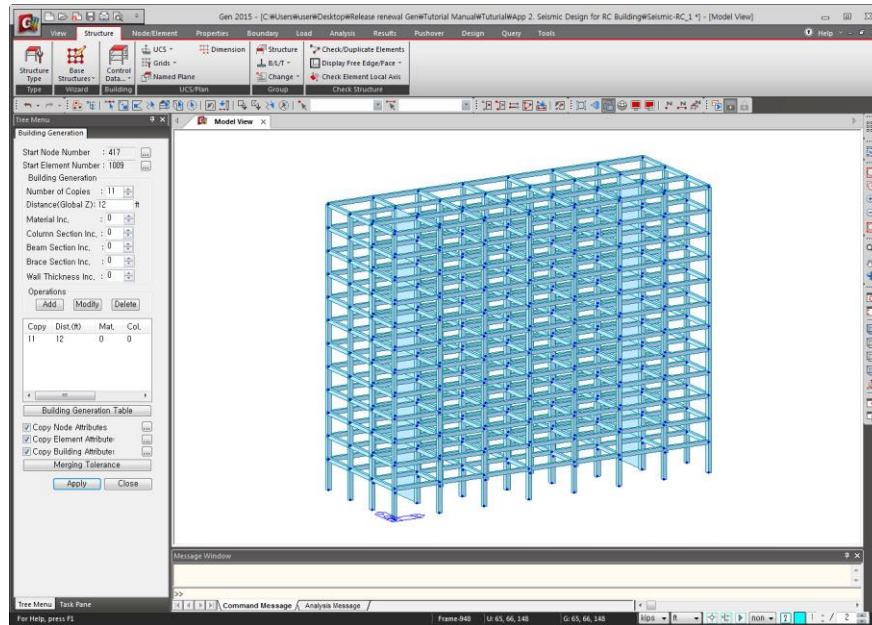 Gen 2015 - [C:₩Users₩user₩Desktop₩Release renewal Gen₩Tutorial Manual₩Tuturial₩App 2. Seismic Design for RC Building₩Seismic-RC_1 *] - [Model View]
View Structure Node/Element Properties Boundary Load Analysis Results Pushover Design Query Tools Help
Structure Type
Base Structures
Control Data...
UCS
Grids
Named Plane
Dimension
Structure
B/L/T
Change
Check/Duplicate Elements
Display Free Edge/Face
Check Element Local Axis
Type Wizard Building UCS/Plan Group Check Structure
Tree Menu
Building Generation
Model View
Start Node Number : 417
Start Element Number : 1009
Building Generation
Number of Copies : 11
Distance(Global Z): 12 ft
Material Inc. : 0
Column Section Inc. : 0
Beam Section Inc. : 0
Brace Section Inc. : 0
Wall Thickness Inc. : 0
Operations
Add Modify Delete
Copy Dist.(ft) Mat. Col.
11 12 0 0
Building Generation Table
Copy Node Attributes
Copy Element Attribute:
Copy Building Attribute:
Merging Tolerance
Apply Close
Message Window
>>
Command Message Analysis Message
Tree Menu Task Pane
For Help, press F1 Frame-948 U: 65, 66, 148 G: 65, 66, 148 kips ft non 1 / 2